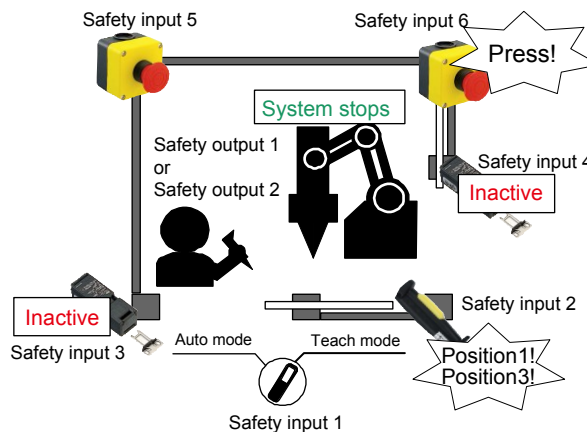 Safety input 5
Safety input 6
Press!
System stops
Safety output 1
or
Safety output 2
Safety input 4
Inactive
Inactive
Safety input 3
Safety input 2
Auto mode
Teach mode
Position1!
Position3!
Safety input 1